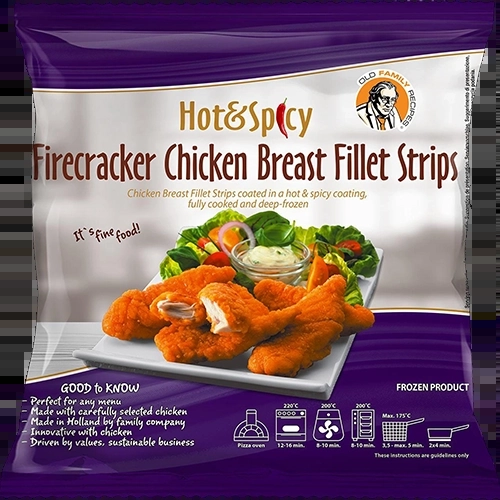 OLD FAMILY RECIPES
Hot&Spicy
Firecracker Chicken Breast Fillet Strips
Chicken Breast Fillet Strips coated in a hot & spicy coating,
fully cooked and deep-frozen
It`s fine food!
GOOD to KNOW
- Perfect for any menu
- Made with carefully selected chicken
- Made in Holland by family company
- Innovative with chicken
- Driven by values, sustainable business
FROZEN PRODUCT
220°C 200°C 200°C Max. 175°C
Pizza oven 12-16 min. 8-10 min. 8-10 min. 3,5 - max. 5 min. 2x4 min.
These instructions are guidelines only